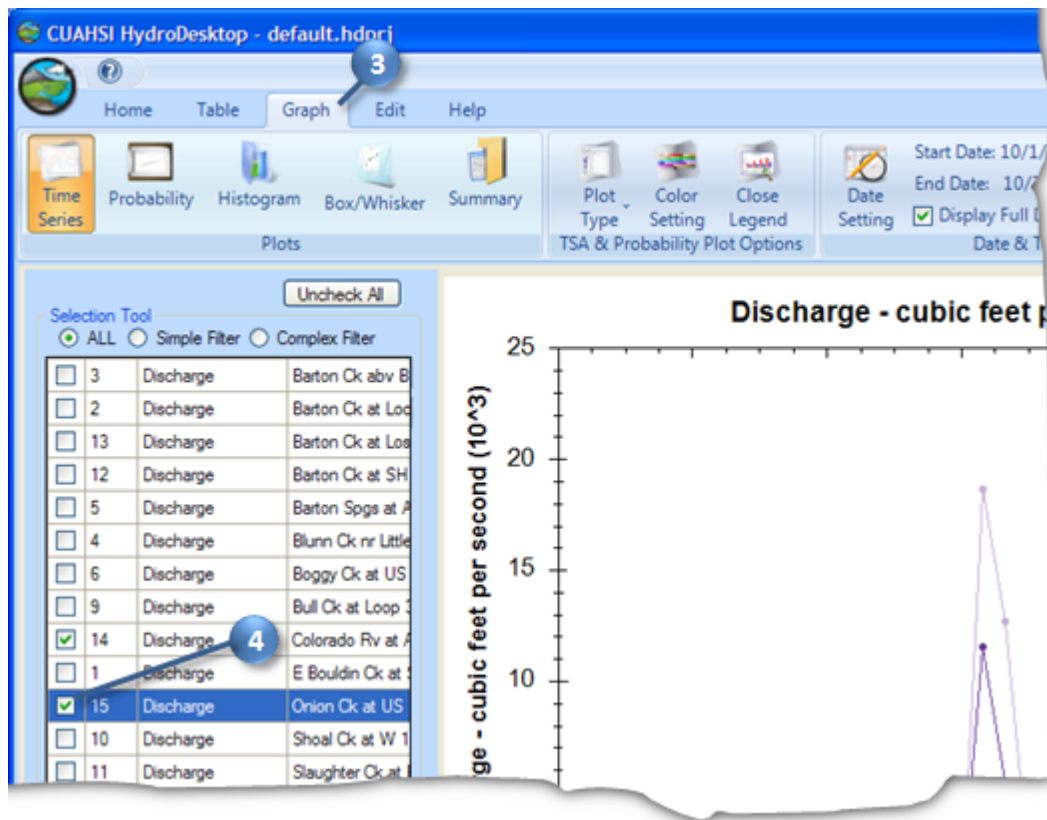 CUAHSI HydroDesktop - default.hdprj
3
Home Table Graph Edit Help
Time Series
Probability
Histogram
Box/Whisker
Summary
Plots
Plot Type
Color Setting
Close Legend
TSA & Probability Plot Options
Date Setting
Start Date: 10/1/
End Date: 10/
Display Full
Date & T
Uncheck All
Selection Tool
ALL Simple Filter Complex Filter
3 Discharge Barton Ck abv B
2 Discharge Barton Ck at Loo
13 Discharge Barton Ck at Los
12 Discharge Barton Ck at SH
5 Discharge Barton Spgs at A
4 Discharge Blunn Ck nr Little
6 Discharge Boggy Ck at US
9 Discharge Bull Ck at Loop 3
14 Discharge Colorado Rv at A
4
1 Discharge E Bouldin Ck at
15 Discharge Onion Ck at US
10 Discharge Shoal Ck at W 1
11 Discharge Slaughter Ck at
Discharge - cubic feet p
25
20
15
10
ge - cubic feet per second (10^3)